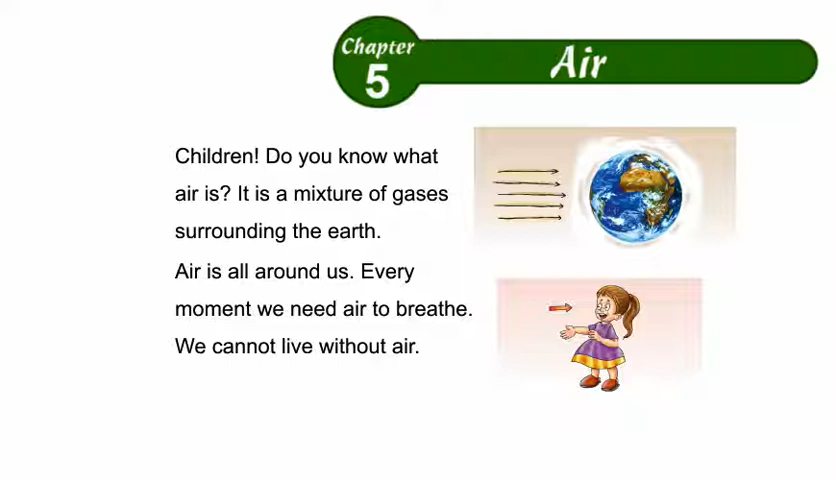 Chapter
5
Air
Children! Do you know what
air is? It is a mixture of gases
surrounding the earth.
Air is all around us. Every
moment we need air to breathe.
We cannot live without air.